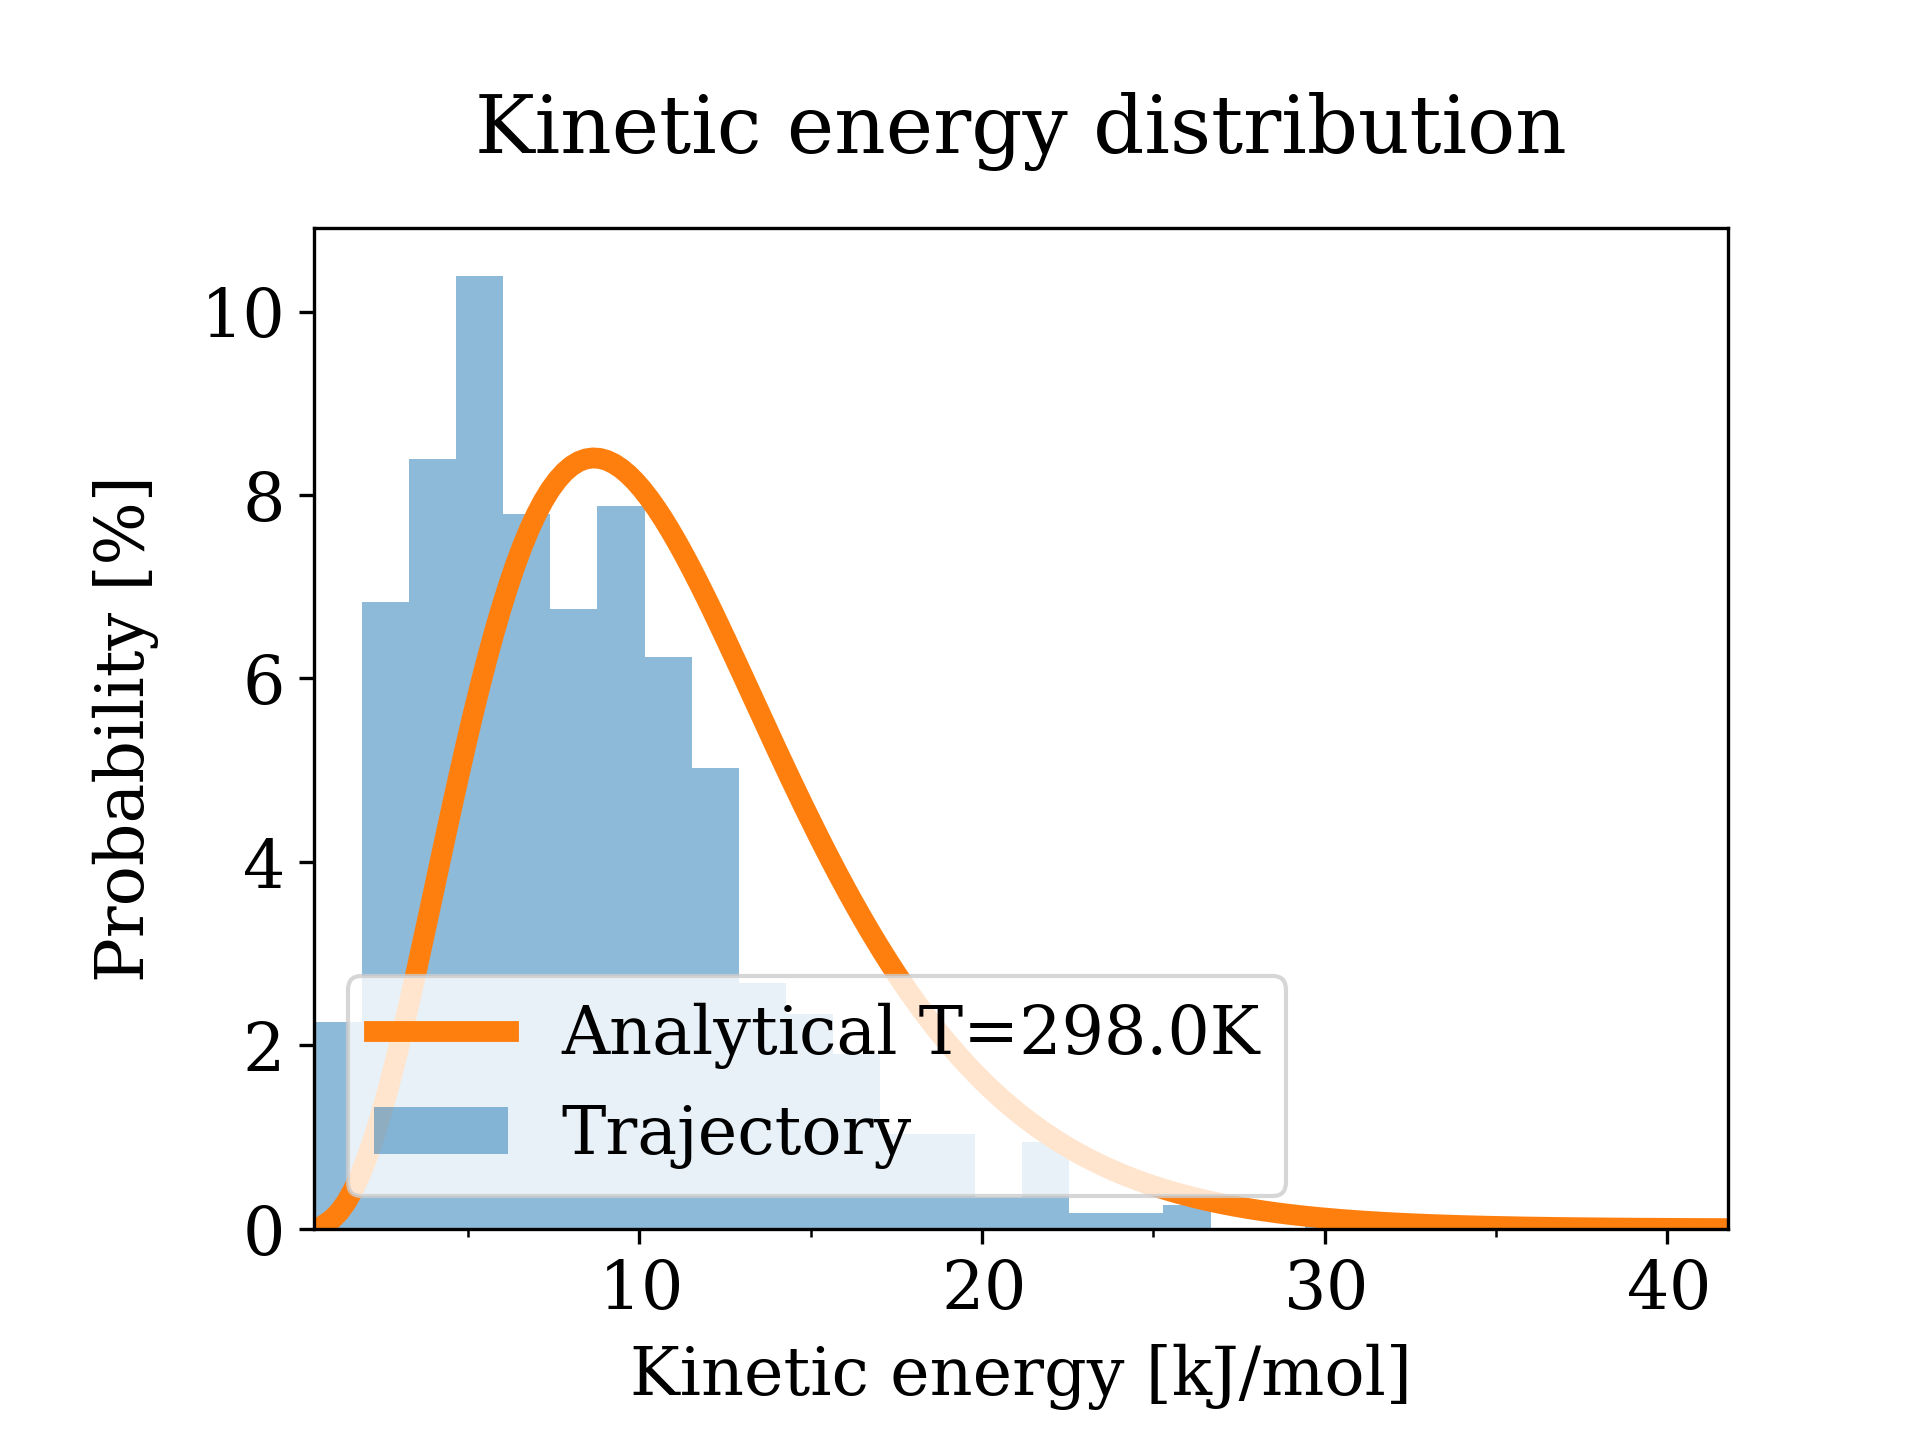 Kinetic energy distribution
Probability [%]
10
8
6
4
2
0
Analytical T=298.0K
Trajectory
10 20 30 40
Kinetic energy [kJ/mol]